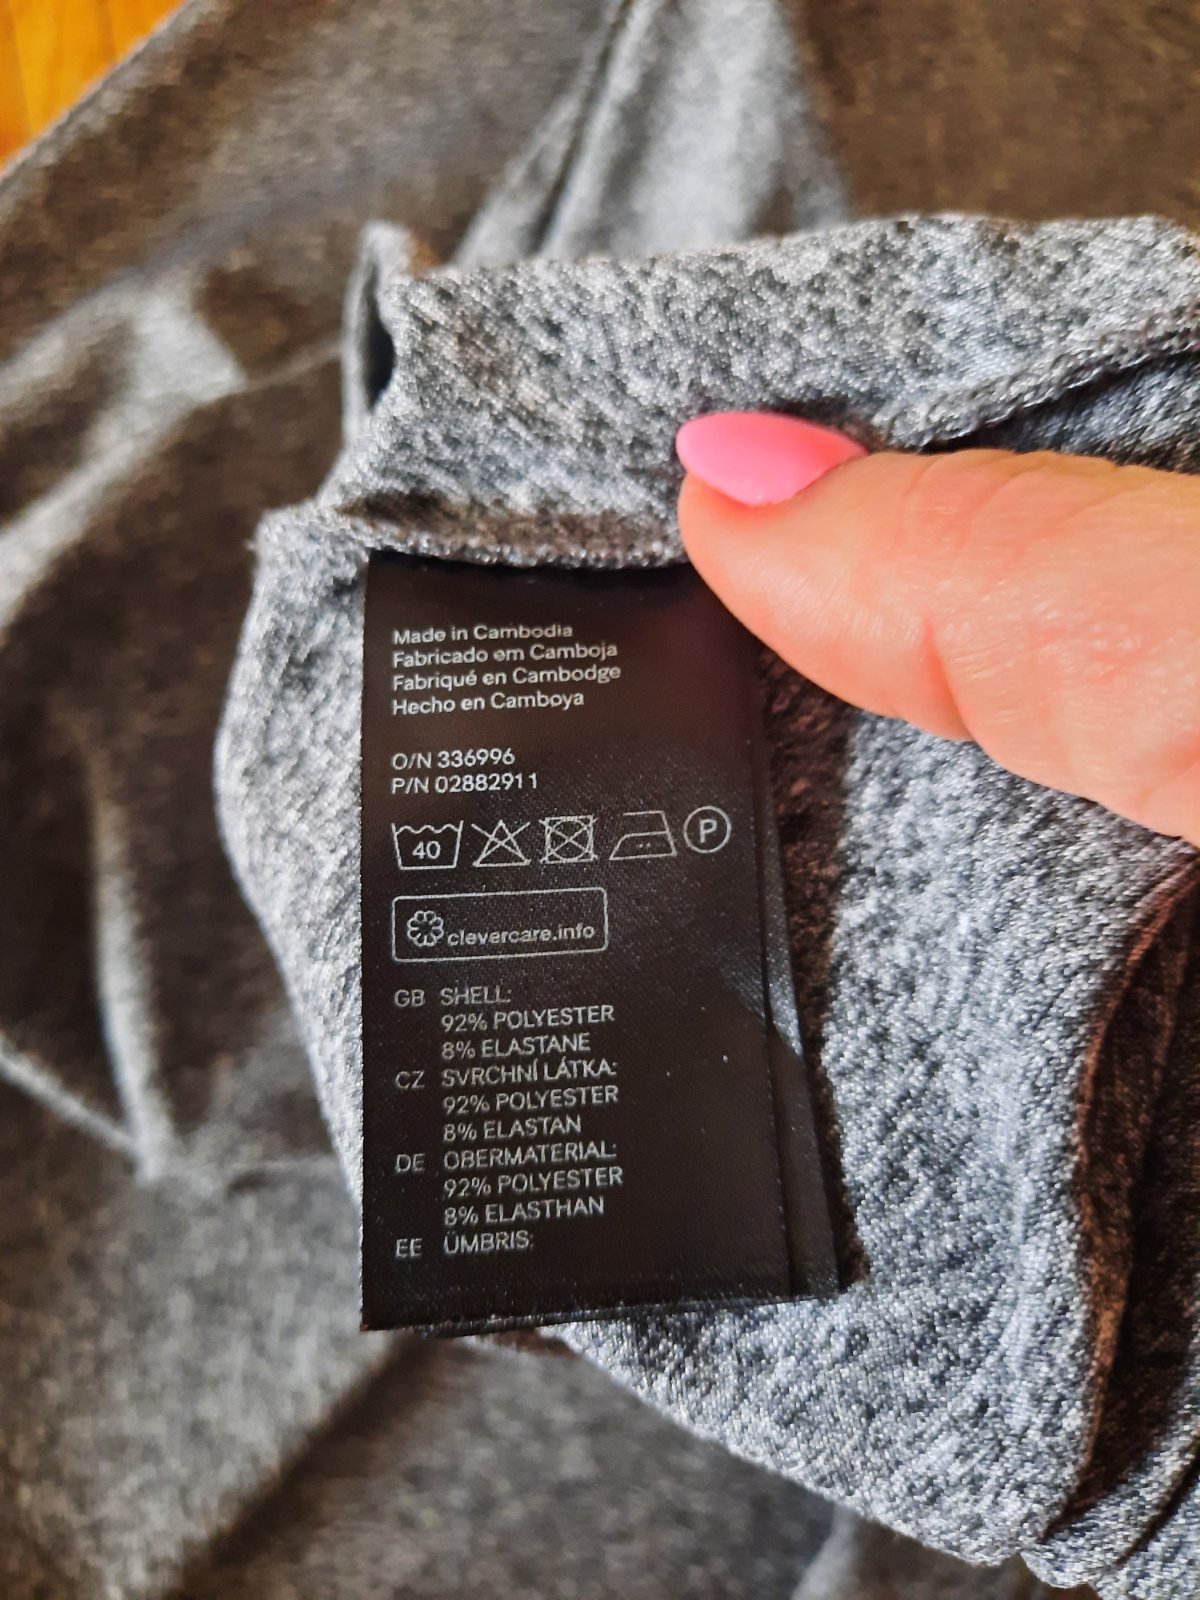 Made in Cambodia
Fabricado em Camboja
Fabriqué en Cambodge
Hecho en Camboya
O/N 336996
P/N 02882911
40 P
clevercare.info
GB SHELL:
92% POLYESTER
8% ELASTANE
CZ SVRCHNÍ LÁTKA:
92% POLYESTER
8% ELASTAN
DE OBERMATERIAL:
92% POLYESTER
8% ELASTHAN
EE ÜMBRIS: